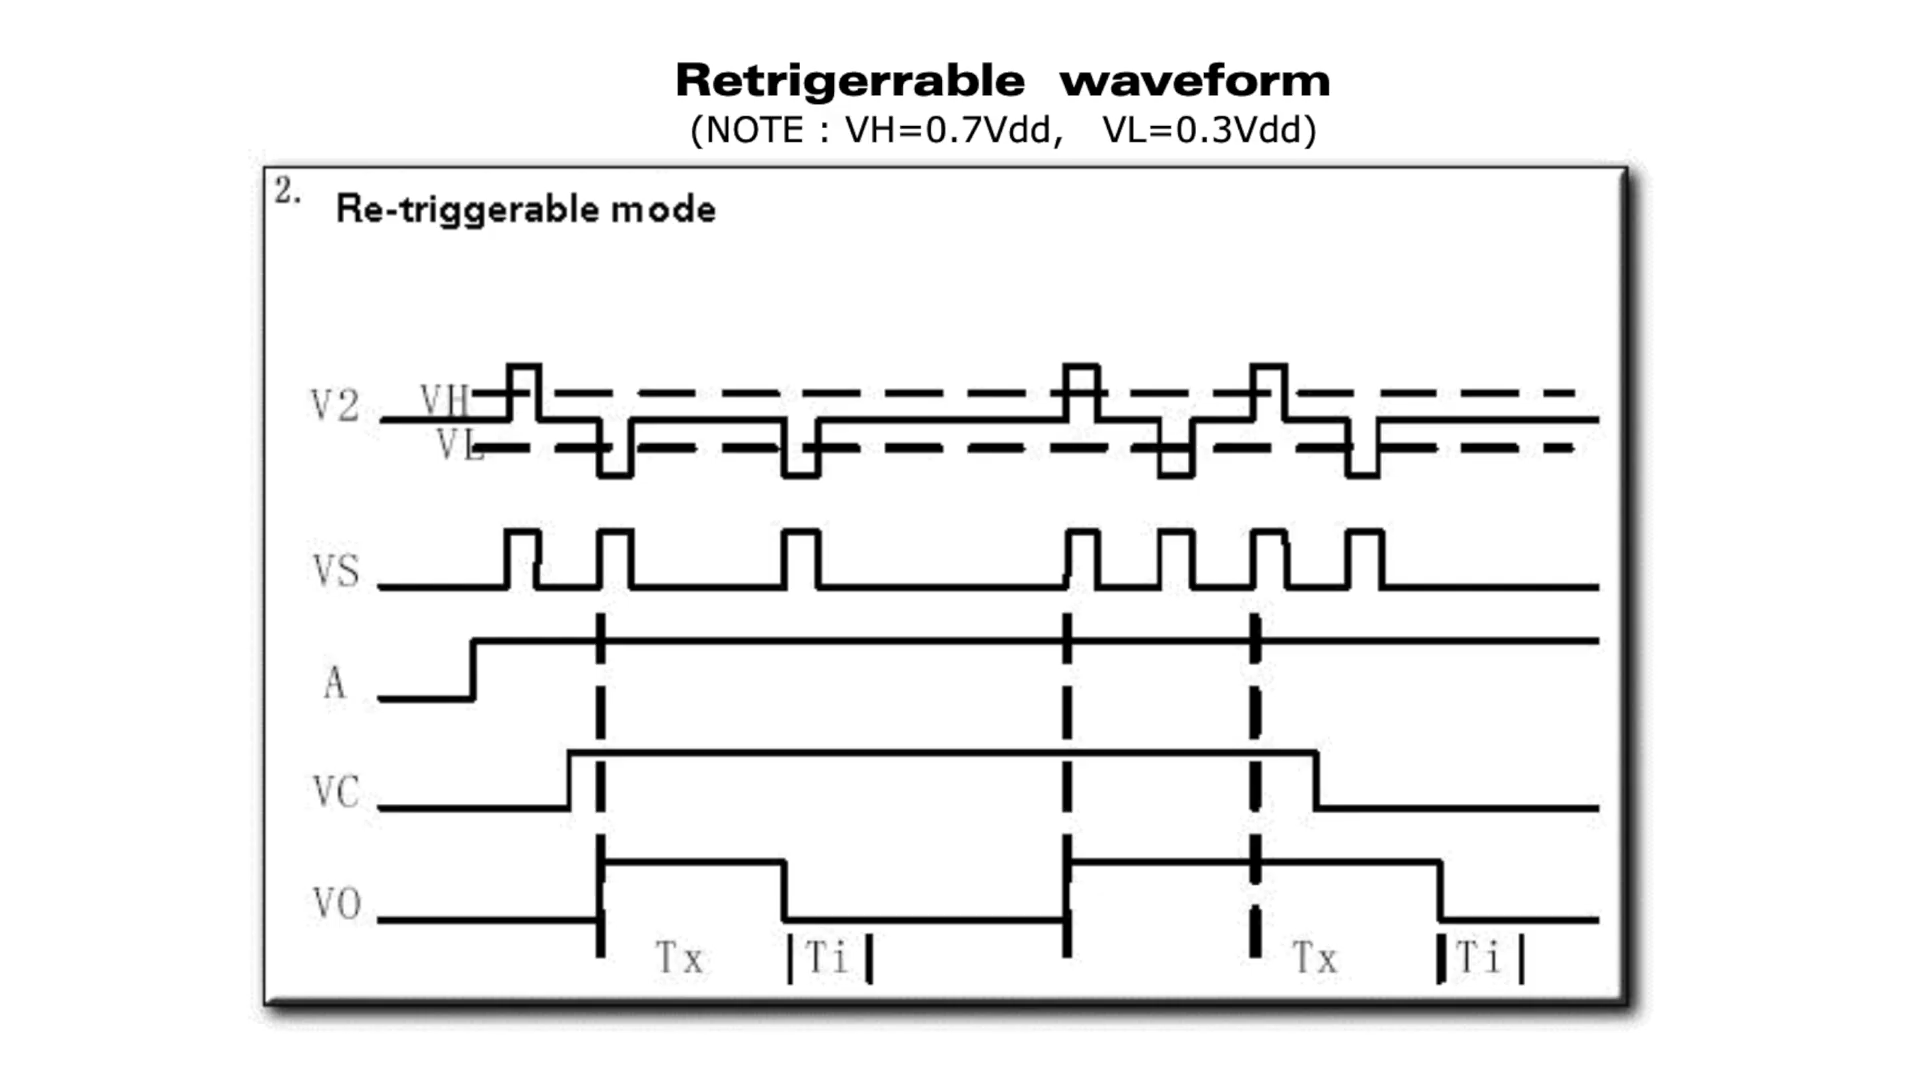 Retrigerrable waveform
(NOTE : VH=0.7Vdd, VL=0.3Vdd)
2. Re-triggerable mode
V2 VH
VL
VS
A
VC
VO
Tx Ti Tx Ti